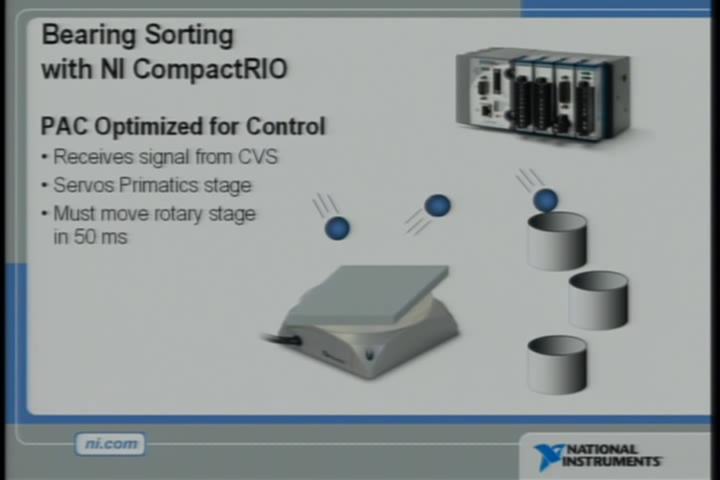 Bearing Sorting
with NI CompactRIO
PAC Optimized for Control
• Receives signal from CVS
• Servos Primatics stage
• Must move rotary stage
in 50 ms
ni.com
NATIONAL
INSTRUMENTS